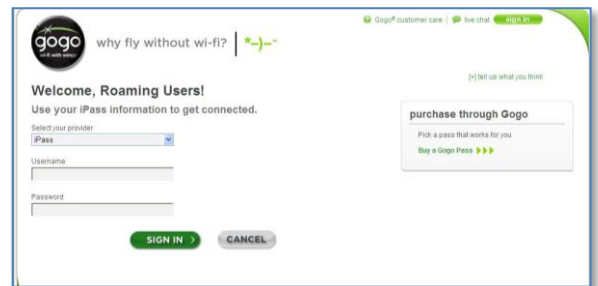 Gogo® customer care | live chat sign in
gogo
wi-fi with wings
why fly without wi-fi? | *–)–"
[+] tell us what you think
Welcome, Roaming Users!
Use your iPass information to get connected.
Select your provider
iPass
Username
Password
SIGN IN >
CANCEL
purchase through Gogo
Pick a pass that works for you
Buy a Gogo Pass